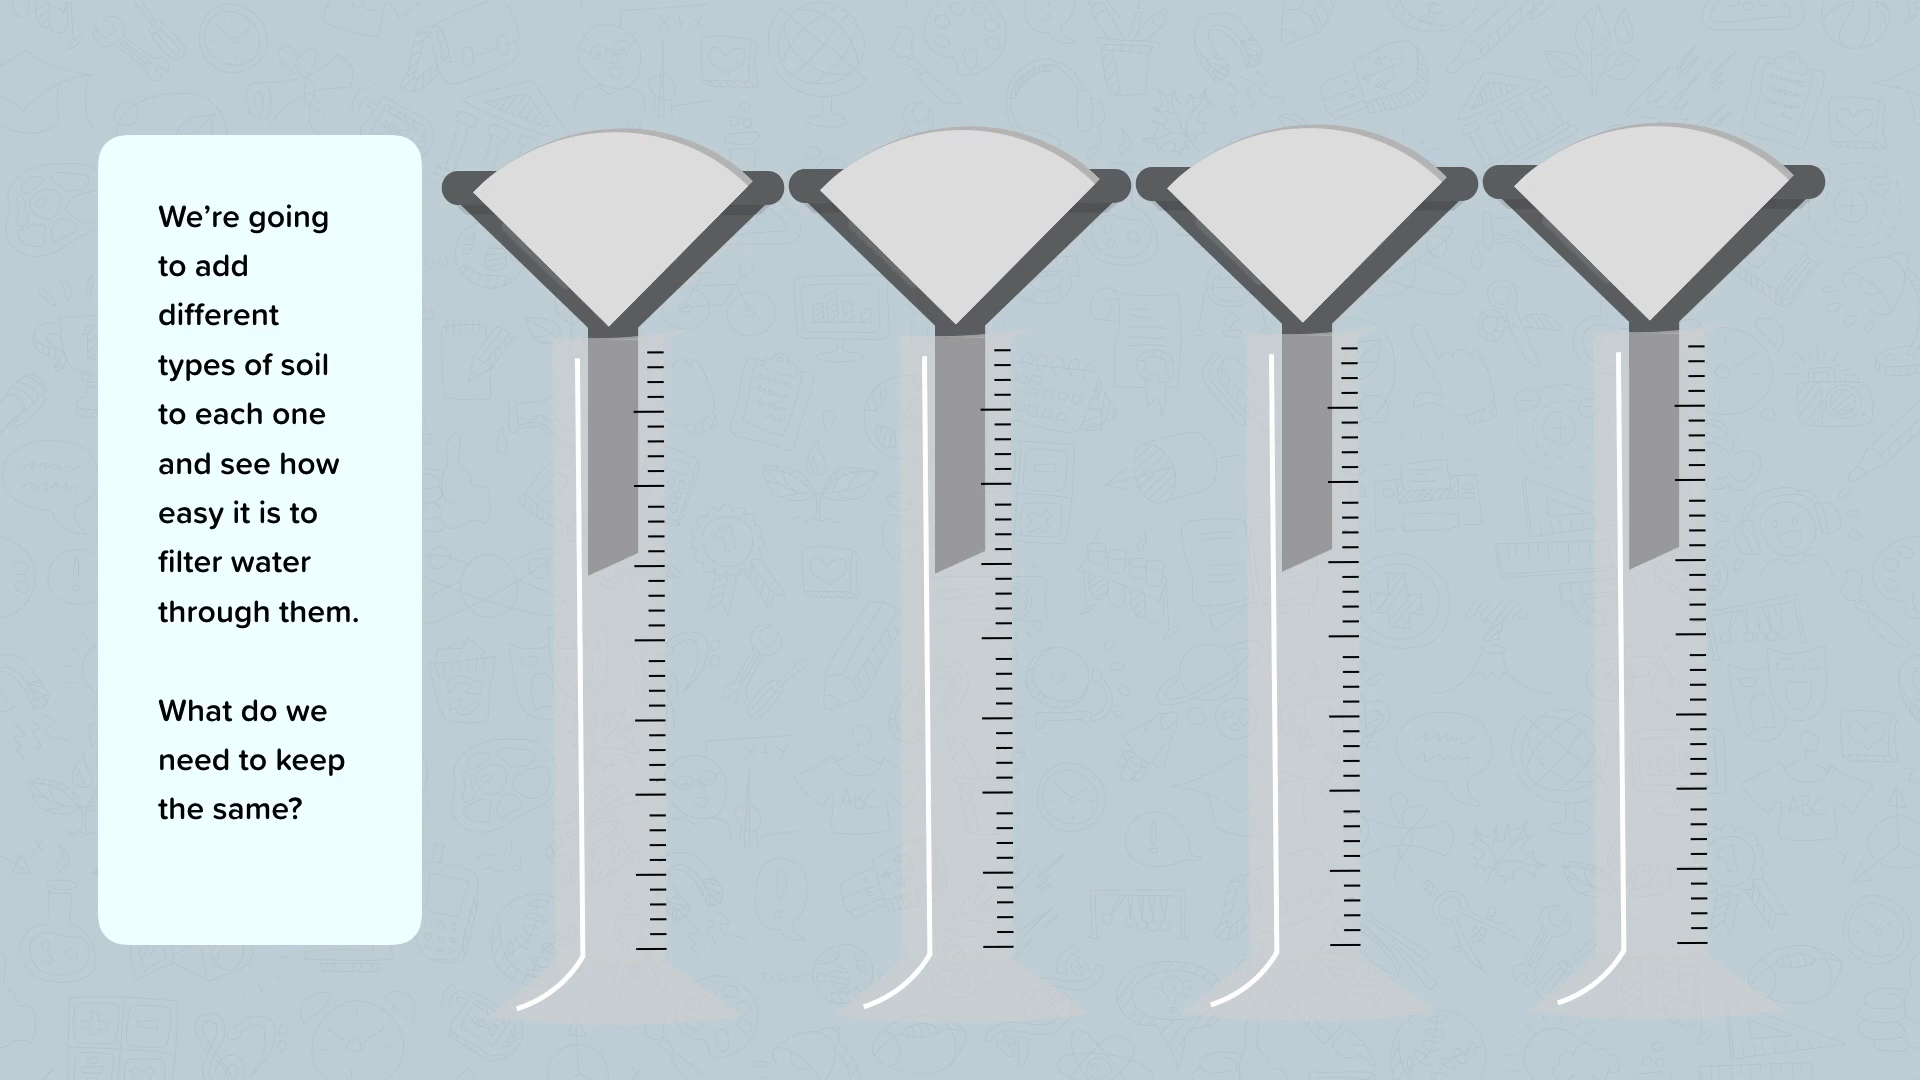 We’re going
to add
different
types of soil
to each one
and see how
easy it is to
filter water
through them.
What do we
need to keep
the same?